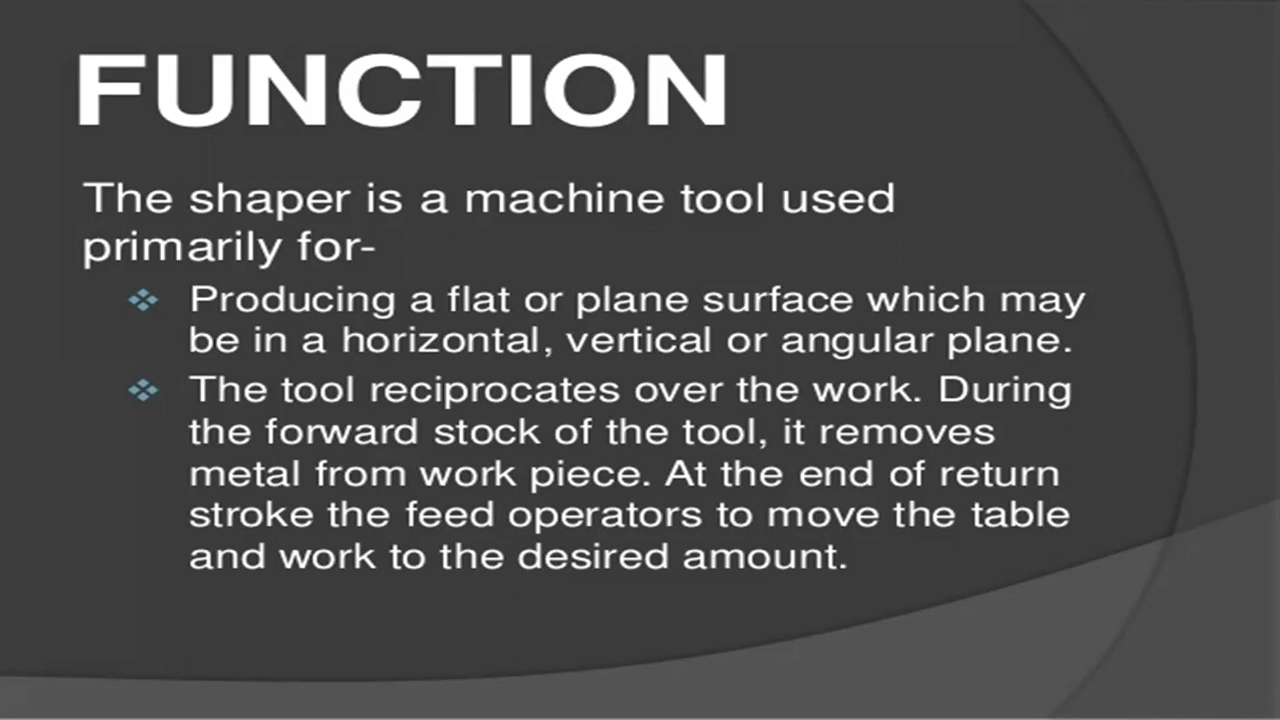 FUNCTION
The shaper is a machine tool used
primarily for-
Producing a flat or plane surface which may
be in a horizontal, vertical or angular plane.
The tool reciprocates over the work. During
the forward stock of the tool, it removes
metal from work piece. At the end of return
stroke the feed operators to move the table
and work to the desired amount.